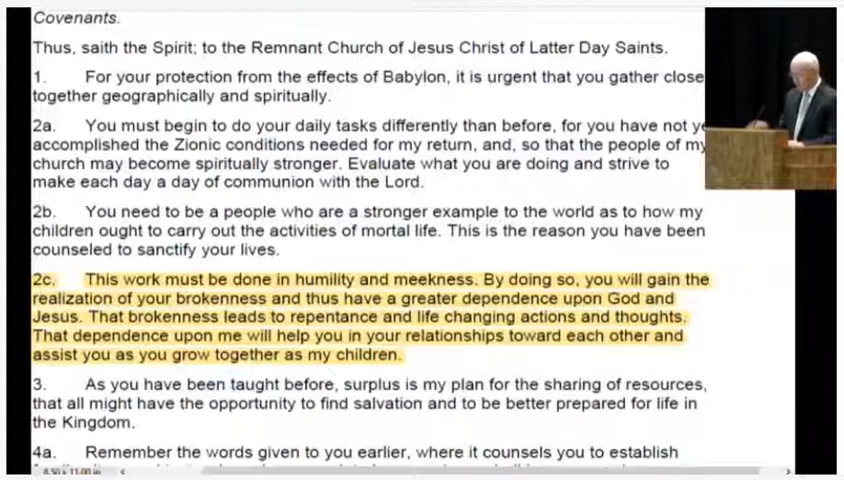 Covenants.
Thus, saith the Spirit; to the Remnant Church of Jesus Christ of Latter Day Saints.
1. For your protection from the effects of Babylon, it is urgent that you gather close
together geographically and spiritually.
2a. You must begin to do your daily tasks differently than before, for you have not ye
accomplished the Zionic conditions needed for my return, and, so that the people of my
church may become spiritually stronger. Evaluate what you are doing and strive to
make each day a day of communion with the Lord.
2b. You need to be a people who are a stronger example to the world as to how my
children ought to carry out the activities of mortal life. This is the reason you have been
counseled to sanctify your lives.
2c. This work must be done in humility and meekness. By doing so, you will gain the
realization of your brokenness and thus have a greater dependence upon God and
Jesus. That brokenness leads to repentance and life changing actions and thoughts.
That dependence upon me will help you in your relationships toward each other and
assist you as you grow together as my children.
3. As you have been taught before, surplus is my plan for the sharing of resources,
that all might have the opportunity to find salvation and to be better prepared for life in
the Kingdom.
4a. Remember the words given to you earlier, where it counsels you to establish
8.50 x 11.00 in